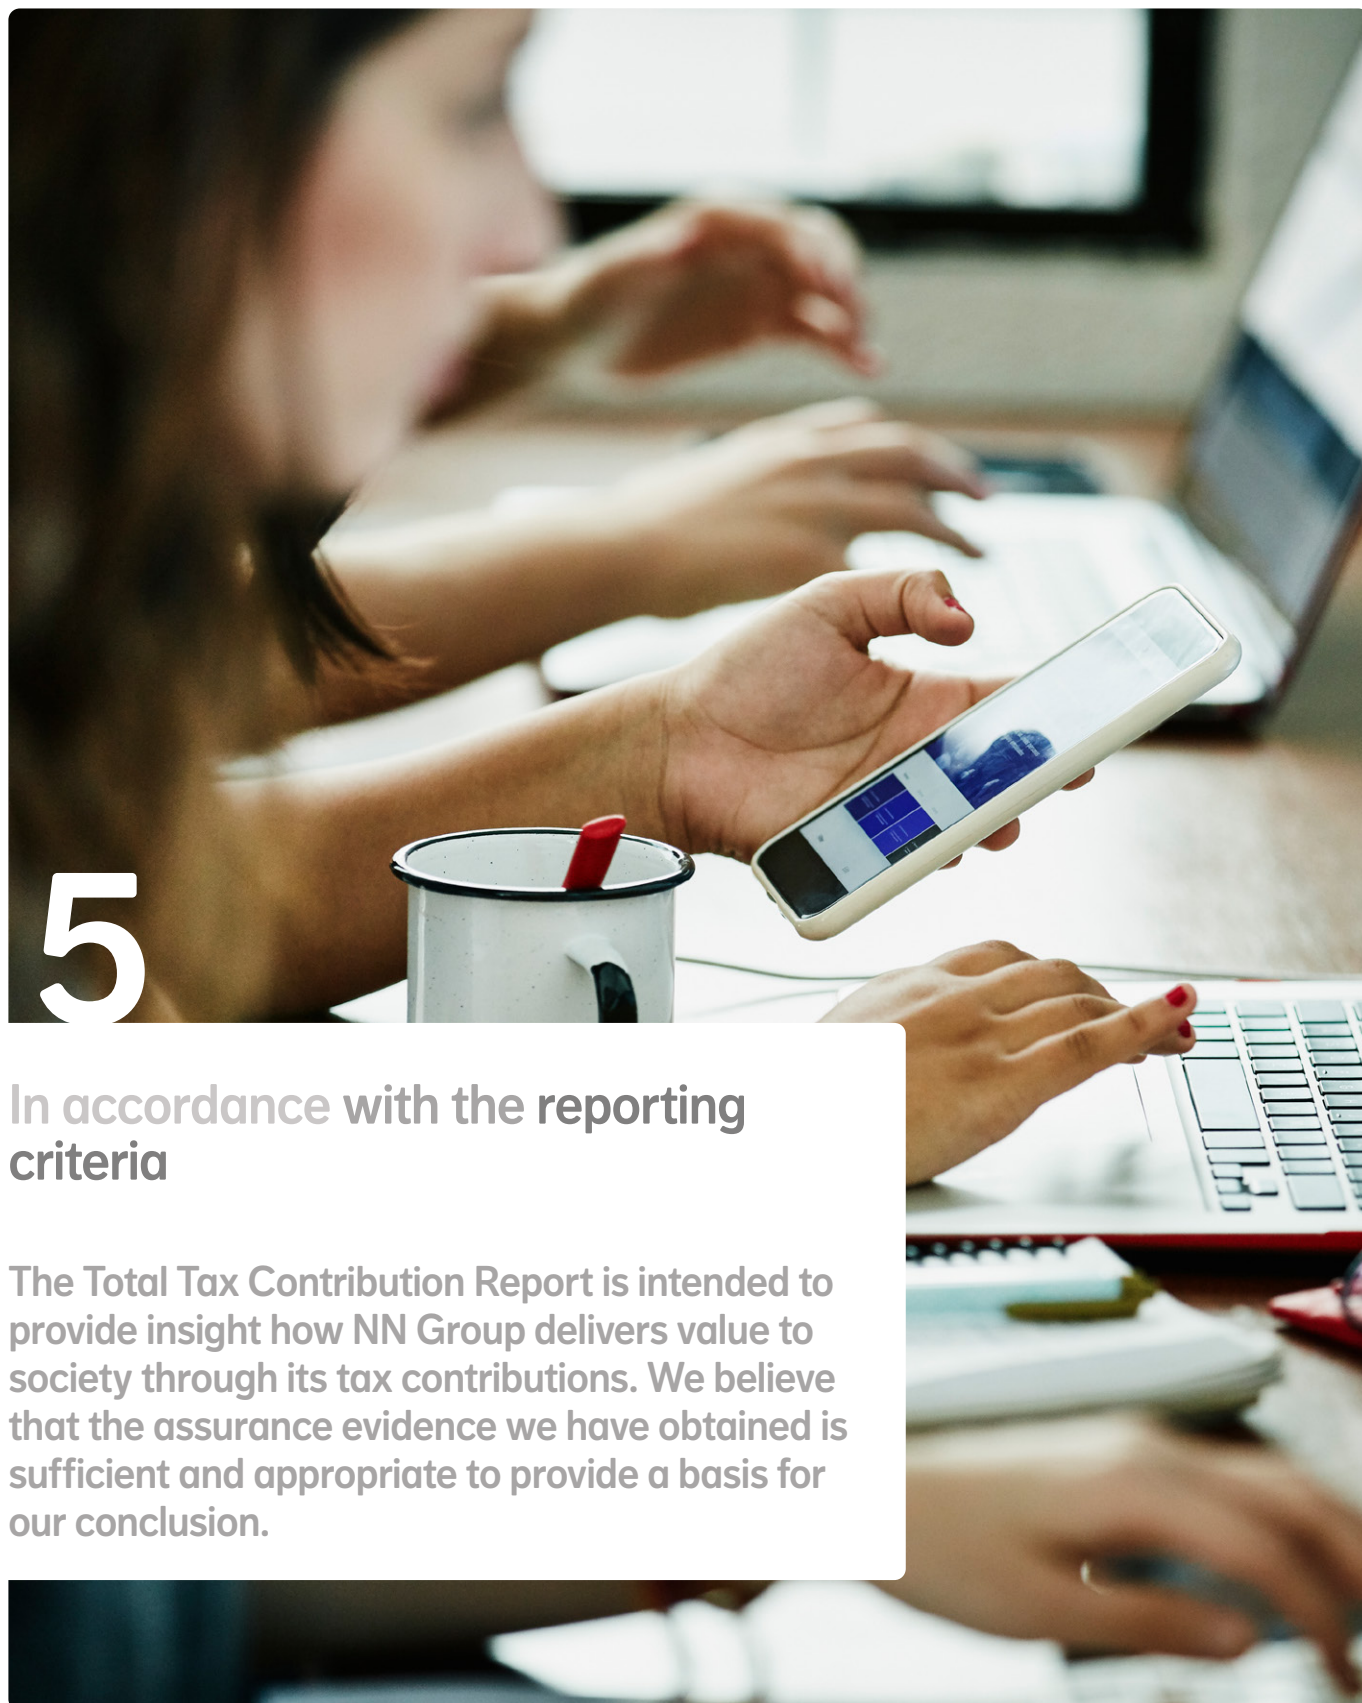 5
In accordance with the reporting
criteria
The Total Tax Contribution Report is intended to
provide insight how NN Group delivers value to
society through its tax contributions. We believe
that the assurance evidence we have obtained is
sufficient and appropriate to provide a basis for
our conclusion.